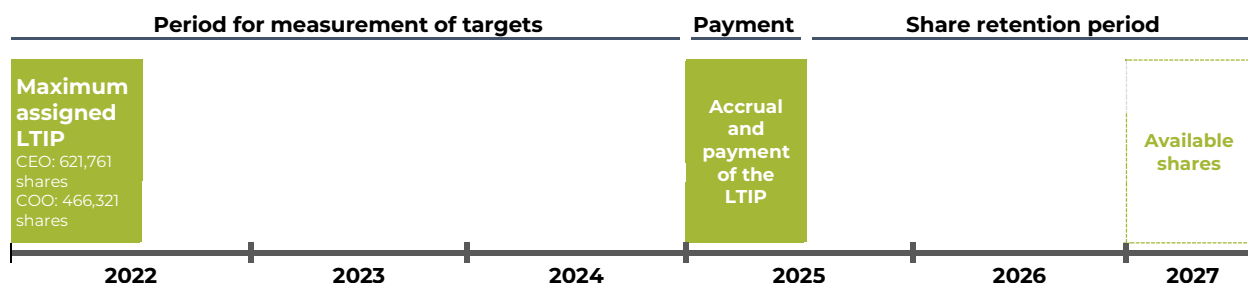 Period for measurement of targets
Payment
Share retention period
Maximum
assigned
LTIP
CEO: 621,761
shares
COO: 466,321
shares
Accrual
and
payment
of the
LTIP
Available
shares
2022
2023
2024
2025
2026
2027